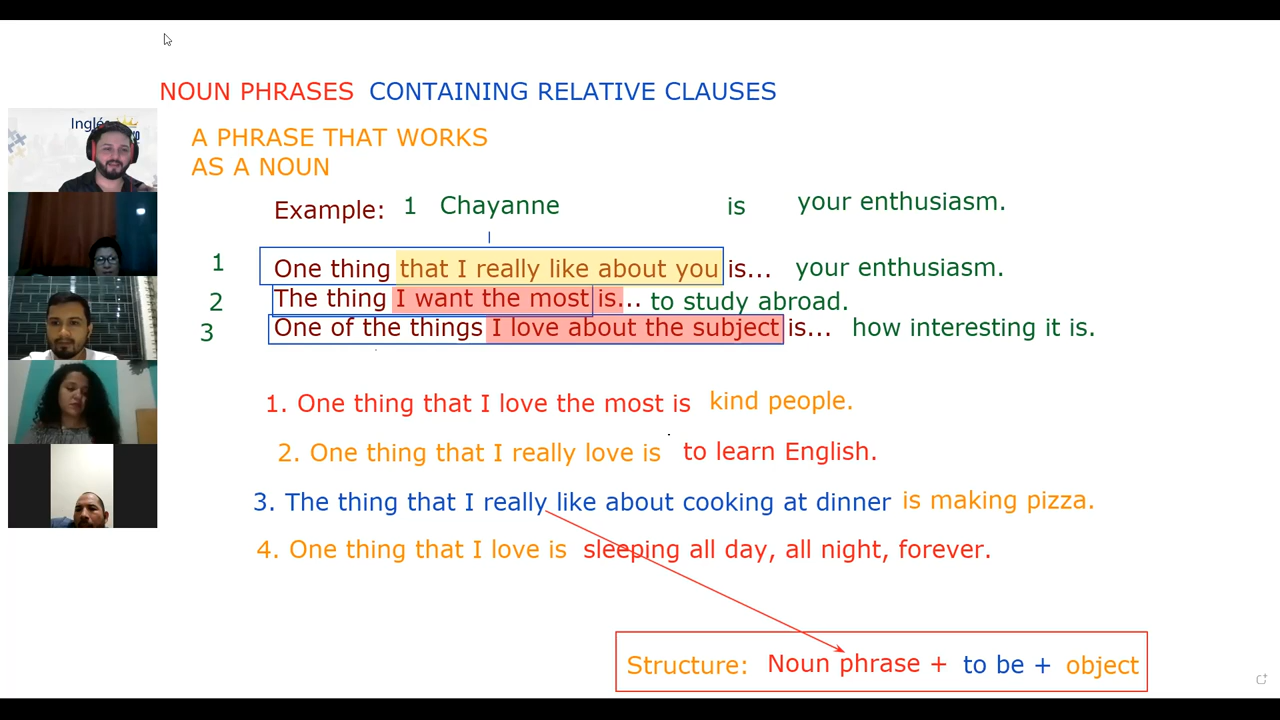 NOUN PHRASES CONTAINING RELATIVE CLAUSES
A PHRASE THAT WORKS
AS A NOUN
Example: 1 Chayanne is your enthusiasm.
1 One thing that I really like about you is... your enthusiasm.
2 The thing I want the most is... to study abroad.
3 One of the things I love about the subject is... how interesting it is.
1. One thing that I love the most is kind people.
2. One thing that I really love is to learn English.
3. The thing that I really like about cooking at dinner is making pizza.
4. One thing that I love is sleeping all day, all night, forever.
Structure: Noun phrase + to be + object